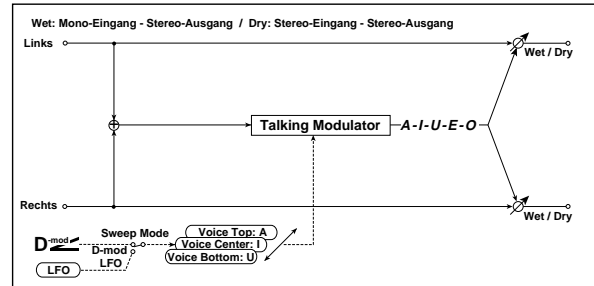 Wet: Mono-Eingang - Stereo-Ausgang / Dry: Stereo-Eingang - Stereo-Ausgang
Links
Wet / Dry
Talking Modulator
A-I-U-E-O
Rechts
Wet / Dry
Sweep Mode
Voice Top: A
D-mod
D-mod
Voice Center: I
LFO
LFO
Voice Bottom: U